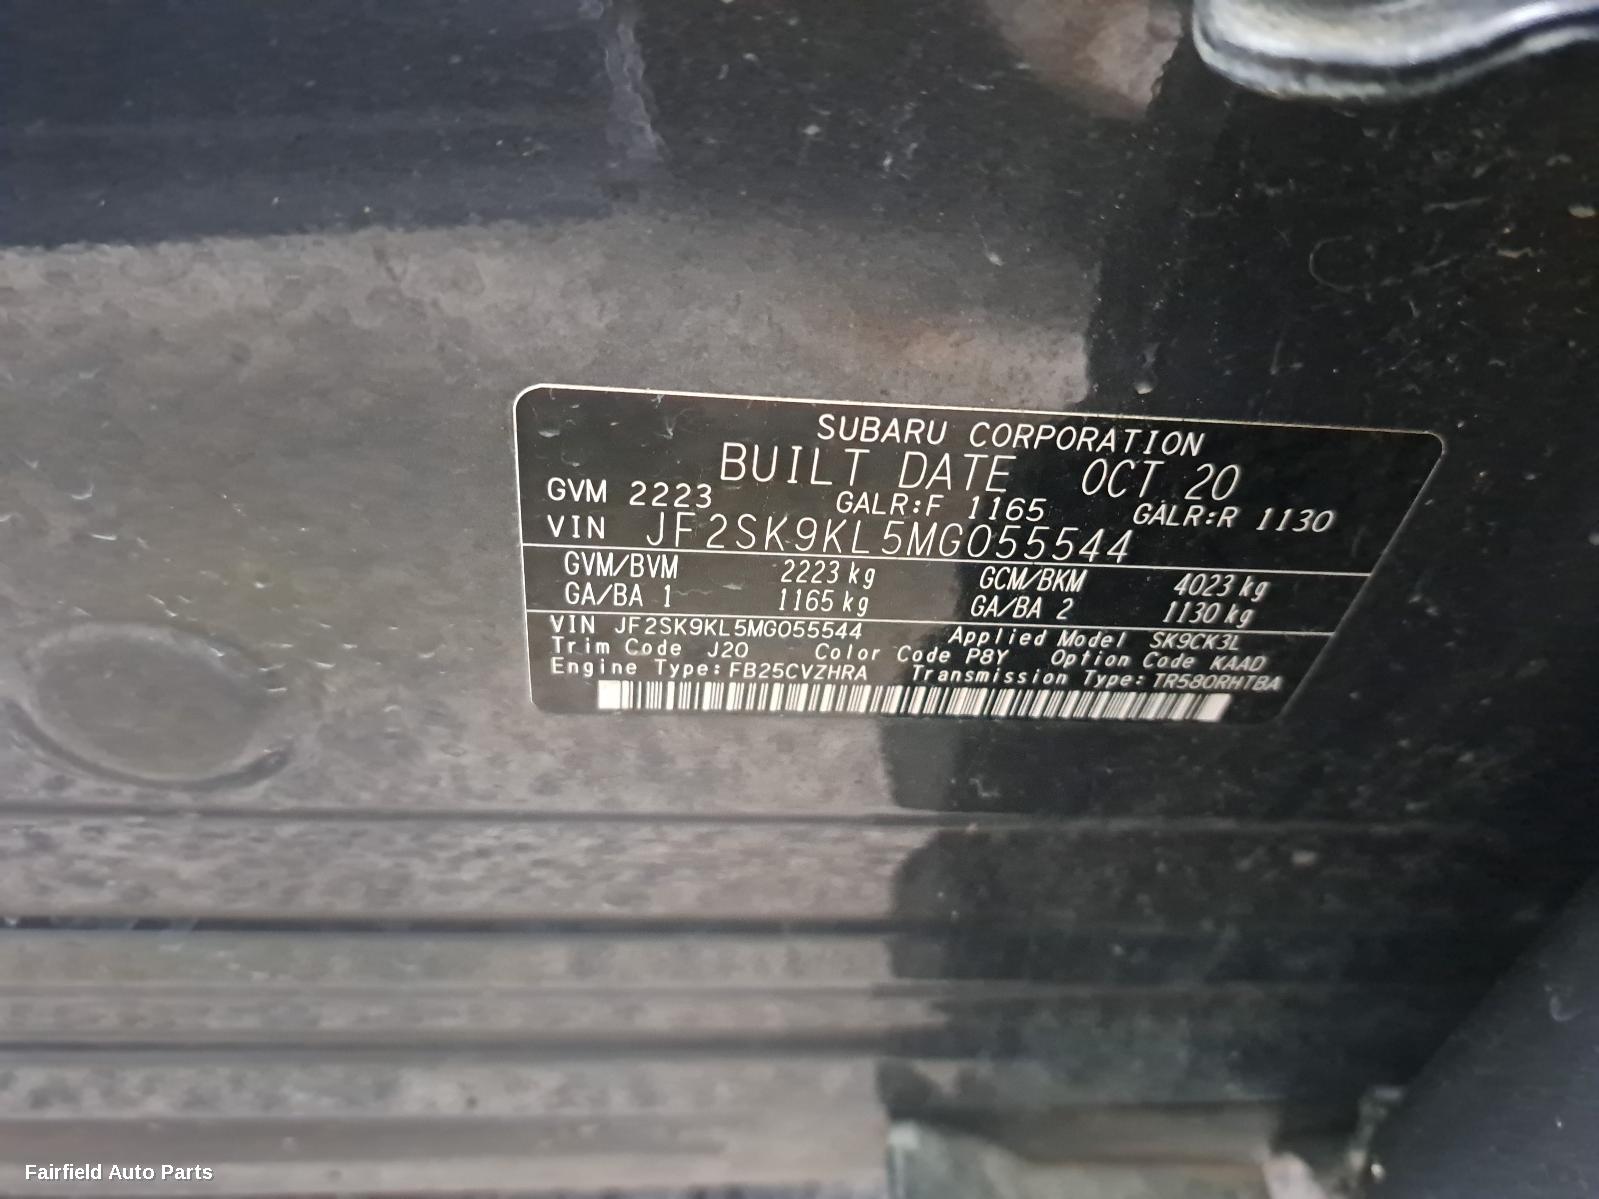 SUBARU CORPORATION
BUILT DATE OCT 20
GVM 2223 GALR:F 1165 GALR:R 1130
VIN JF2SK9KL5MG055544
GVM/BVM 2223 kg GCM/BKM 4023 kg
GA/BA 1 1165 kg GA/BA 2 1130 kg
VIN JF2SK9KL5MG055544 Applied Model SK9CK3L
Trim Code J20 Color Code P8Y Option Code KAAD
Engine Type:FB25CVZHRA Transmission Type:TR580RHTBA
Fairfield Auto Parts